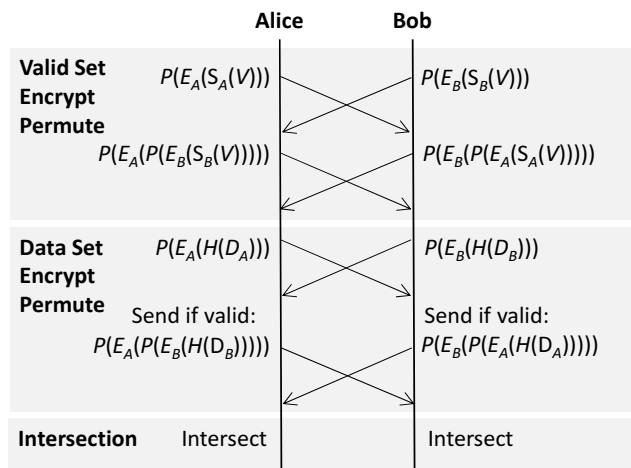 Alice Bob
Valid Set
Encrypt
Permute
P(E_A(S_A(V))) P(E_B(S_B(V)))
P(E_A(P(E_B(S_B(V))))) P(E_B(P(E_A(S_A(V)))))
Data Set
Encrypt
Permute
P(E_A(H(D_A))) P(E_B(H(D_B)))
Send if valid: Send if valid:
P(E_A(P(E_B(H(D_B))))) P(E_B(P(E_A(H(D_A)))))
Intersection Intersect Intersect